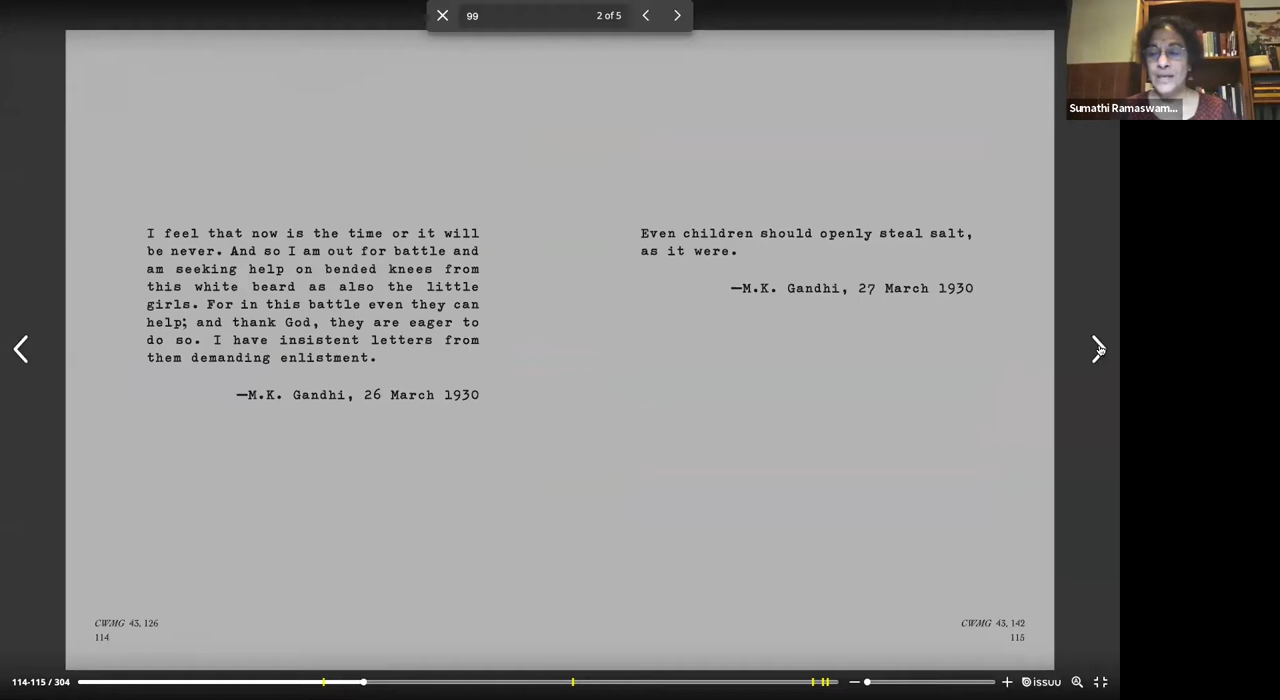 99
2 of 5
Sumathi Ramaswam...
I feel that now is the time or it will
be never. And so I am out for battle and
am seeking help on bended knees from
this white beard as also the little
girls. For in this battle even they can
help; and thank God, they are eager to
do so. I have insistent letters from
them demanding enlistment.
—M.K. Gandhi, 26 March 1930
Even children should openly steal salt,
as it were.
—M.K. Gandhi, 27 March 1930
CWMG 43, 126
114
CWMG 43, 142
115
114-115 / 304
issuu